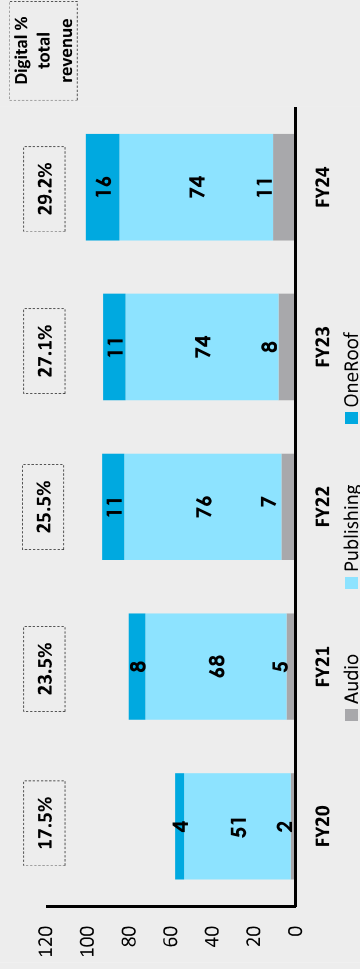 17.5%
23.5%
25.5%
27.1%
29.2%
Digital %
total
revenue
120
100
80
60
40
20
0
4
8
11
11
16
51
68
76
74
74
2
5
7
8
11
FY20
FY21
FY22
FY23
FY24
Audio
Publishing
OneRoof